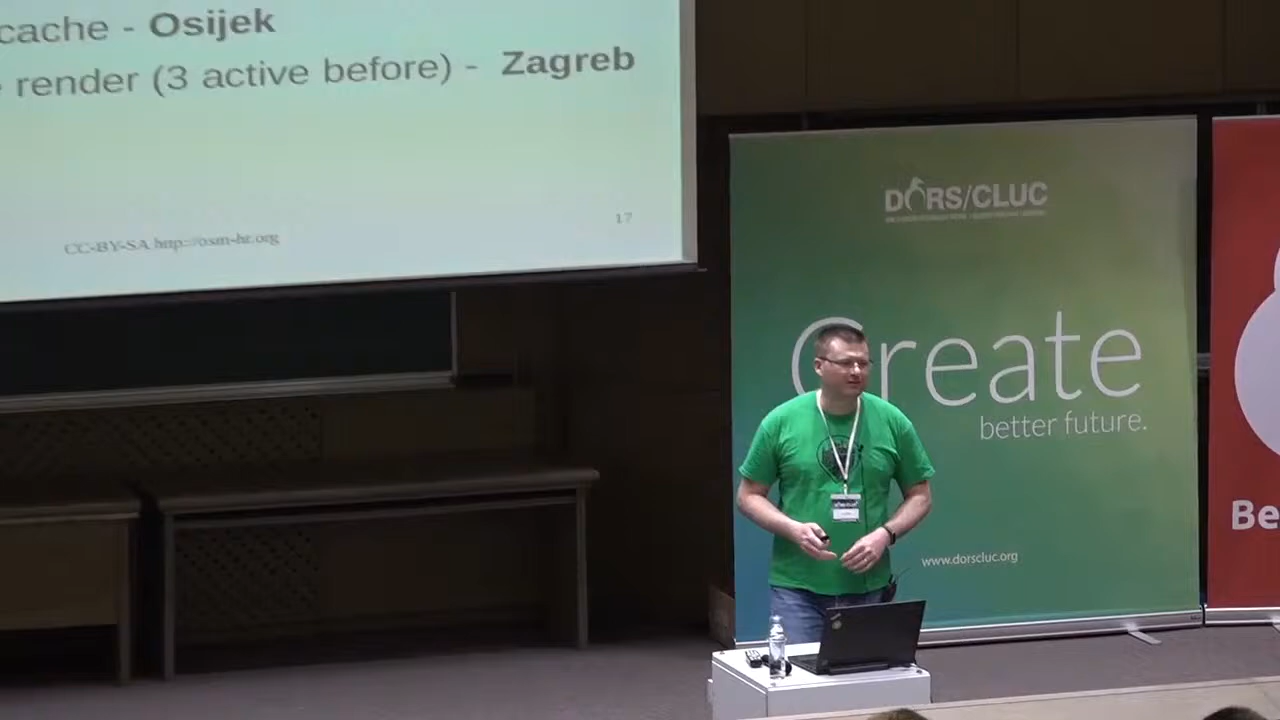 cache - Osijek
render (3 active before) - Zagreb
17
CC-BY-SA http://osm-hr.org
DORS/CLUC
Create
better future.
www.dorscluc.org
Be